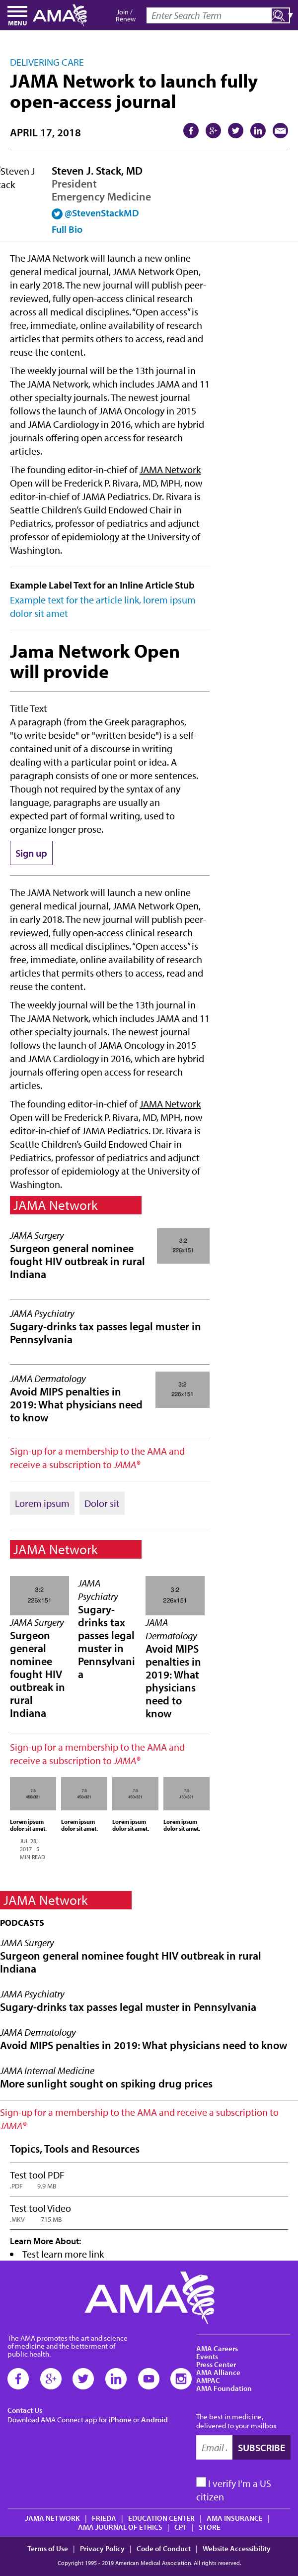 MENU
AMA
Join /
Renew
Enter Search Term
DELIVERING CARE
JAMA Network to launch fully
open-access journal
APRIL 17, 2018
Steven J
tack
Steven J. Stack, MD
President
Emergency Medicine
@StevenStackMD
Full Bio
The JAMA Network will launch a new online
general medical journal, JAMA Network Open,
in early 2018. The new journal will publish peer-
reviewed, fully open-access clinical research
across all medical disciplines. “Open access” is
free, immediate, online availability of research
articles that permits others to access, read and
reuse the content.
The weekly journal will be the 13th journal in
The JAMA Network, which includes JAMA and 11
other specialty journals. The newest journal
follows the launch of JAMA Oncology in 2015
and JAMA Cardiology in 2016, which are hybrid
journals offering open access for research
articles.
The founding editor-in-chief of JAMA Network
Open will be Frederick P. Rivara, MD, MPH, now
editor-in-chief of JAMA Pediatrics. Dr. Rivara is
Seattle Children’s Guild Endowed Chair in
Pediatrics, professor of pediatrics and adjunct
professor of epidemiology at the University of
Washington.
Example Label Text for an Inline Article Stub
Example text for the article link, lorem ipsum
dolor sit amet
Jama Network Open
will provide
Title Text
A paragraph (from the Greek paragraphos,
"to write beside" or "written beside") is a self-
contained unit of a discourse in writing
dealing with a particular point or idea. A
paragraph consists of one or more sentences.
Though not required by the syntax of any
language, paragraphs are usually an
expected part of formal writing, used to
organize longer prose.
Sign up
The JAMA Network will launch a new online
general medical journal, JAMA Network Open,
in early 2018. The new journal will publish peer-
reviewed, fully open-access clinical research
across all medical disciplines. “Open access” is
free, immediate, online availability of research
articles that permits others to access, read and
reuse the content.
The weekly journal will be the 13th journal in
The JAMA Network, which includes JAMA and 11
other specialty journals. The newest journal
follows the launch of JAMA Oncology in 2015
and JAMA Cardiology in 2016, which are hybrid
journals offering open access for research
articles.
The founding editor-in-chief of JAMA Network
Open will be Frederick P. Rivara, MD, MPH, now
editor-in-chief of JAMA Pediatrics. Dr. Rivara is
Seattle Children’s Guild Endowed Chair in
Pediatrics, professor of pediatrics and adjunct
professor of epidemiology at the University of
Washington.
JAMA Network
JAMA Surgery
Surgeon general nominee
fought HIV outbreak in rural
Indiana
3:2
226x151
JAMA Psychiatry
Sugary-drinks tax passes legal muster in
Pennsylvania
JAMA Dermatology
Avoid MIPS penalties in
2019: What physicians need
to know
3:2
226x151
Sign-up for a membership to the AMA and
receive a subscription to JAMA®
Lorem ipsum
Dolor sit
JAMA Network
3:2
226x151
JAMA Surgery
Surgeon
general
nominee
fought HIV
outbreak in
rural
Indiana
JAMA
Psychiatry
Sugary-
drinks tax
passes legal
muster in
Pennsylvani
a
3:2
226x151
JAMA
Dermatology
Avoid MIPS
penalties in
2019: What
physicians
need to
know
Sign-up for a membership to the AMA and
receive a subscription to JAMA®
Lorem ipsum
dolor sit amet.
JUL 28,
2017 | 5
MIN READ
Lorem ipsum
dolor sit amet.
Lorem ipsum
dolor sit amet.
Lorem ipsum
dolor sit amet.
JAMA Network
PODCASTS
JAMA Surgery
Surgeon general nominee fought HIV outbreak in rural
Indiana
JAMA Psychiatry
Sugary-drinks tax passes legal muster in Pennsylvania
JAMA Dermatology
Avoid MIPS penalties in 2019: What physicians need to know
JAMA Internal Medicine
More sunlight sought on spiking drug prices
Sign-up for a membership to the AMA and receive a subscription to
JAMA®
Topics, Tools and Resources
Test tool PDF
.PDF 9.9 MB
Test tool Video
.MKV 715 MB
Learn More About:
Test learn more link
AMA
The AMA promotes the art and science
of medicine and the betterment of
public health.
Contact Us
Download AMA Connect app for iPhone or Android
AMA Careers
Events
Press Center
AMA Alliance
AMPAC
AMA Foundation
The best in medicine,
delivered to your mailbox
Email .
SUBSCRIBE
I verify I'm a US
citizen
JAMA NETWORK | FRIEDA | EDUCATION CENTER | AMA INSURANCE |
AMA JOURNAL OF ETHICS | CPT | STORE
Terms of Use | Privacy Policy | Code of Conduct | Website Accessibility
Copyright 1995 - 2019 American Medical Association. All rights reserved.